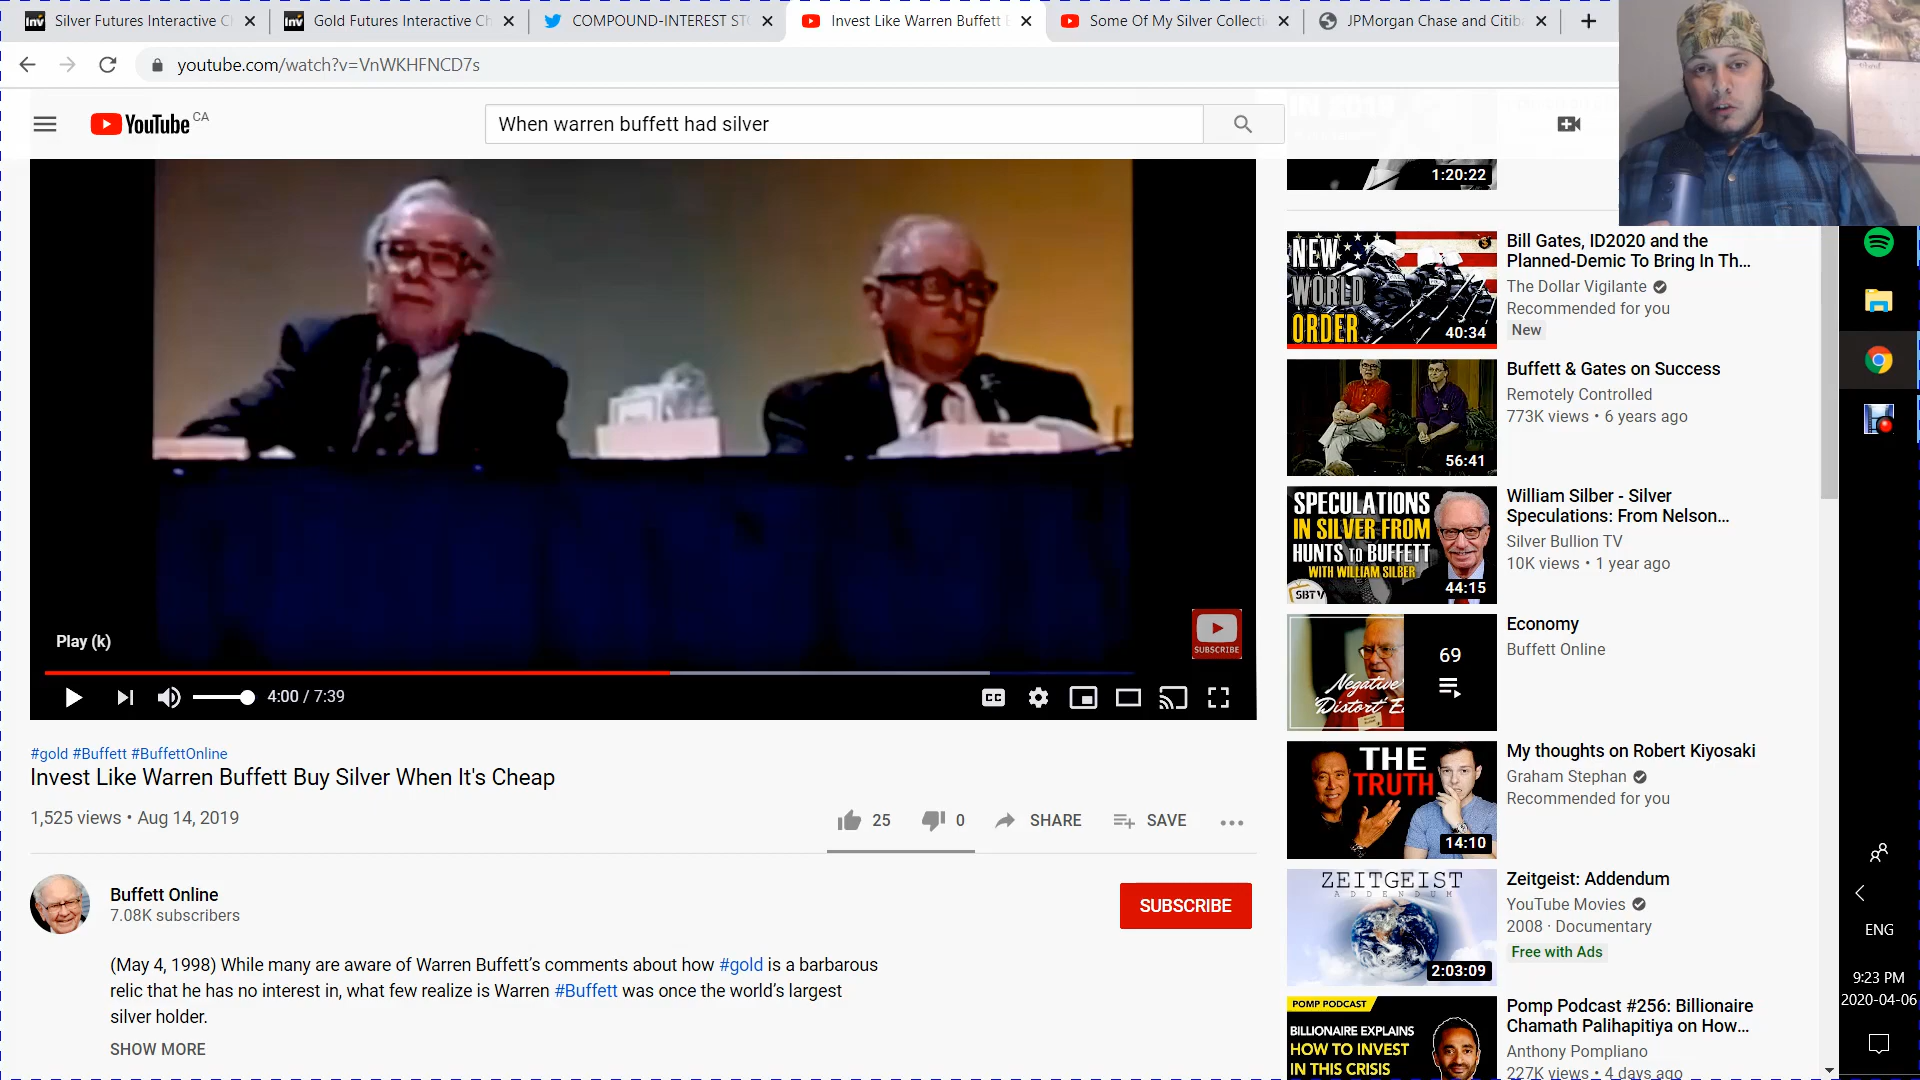 Silver Futures Interactive C
Gold Futures Interactive Ch
COMPOUND-INTEREST ST
Invest Like Warren Buffett
Some Of My Silver Collecti
JPMorgan Chase and Citib
youtube.com/watch?v=VnWKHFNCD7s
YouTube CA
When warren buffett had silver
1:20:22
NEW
WORLD
ORDER
40:34
Bill Gates, ID2020 and the
Planned-Demic To Bring In Th...
The Dollar Vigilante
Recommended for you
New
Buffett & Gates on Success
Remotely Controlled
773K views • 6 years ago
56:41
SPECULATIONS
IN SILVER FROM
HUNTS TO BUFFETT
WITH WILLIAM SILBER
SBTV
44:15
William Silber - Silver
Speculations: From Nelson...
Silver Bullion TV
10K views • 1 year ago
Negative
'Distort' E
69
Economy
Buffett Online
THE
TRUTH
14:10
My thoughts on Robert Kiyosaki
Graham Stephan
Recommended for you
ZEITGEIST
ADDENDUM
2:03:09
Zeitgeist: Addendum
YouTube Movies
2008 · Documentary
Free with Ads
POMP PODCAST
BILLIONAIRE EXPLAINS
HOW TO INVEST
IN THIS CRISIS
Pomp Podcast #256: Billionaire
Chamath Palihapitiya on How...
Anthony Pompliano
227K views • 4 days ago
Play (k)
SUBSCRIBE
4:00 / 7:39
CC
#gold #Buffett #BuffettOnline
Invest Like Warren Buffett Buy Silver When It's Cheap
1,525 views • Aug 14, 2019
25
0
SHARE
SAVE
Buffett Online
7.08K subscribers
SUBSCRIBE
(May 4, 1998) While many are aware of Warren Buffett's comments about how #gold is a barbarous
relic that he has no interest in, what few realize is Warren #Buffett was once the world's largest
silver holder.
SHOW MORE
ENG
9:23 PM
2020-04-06